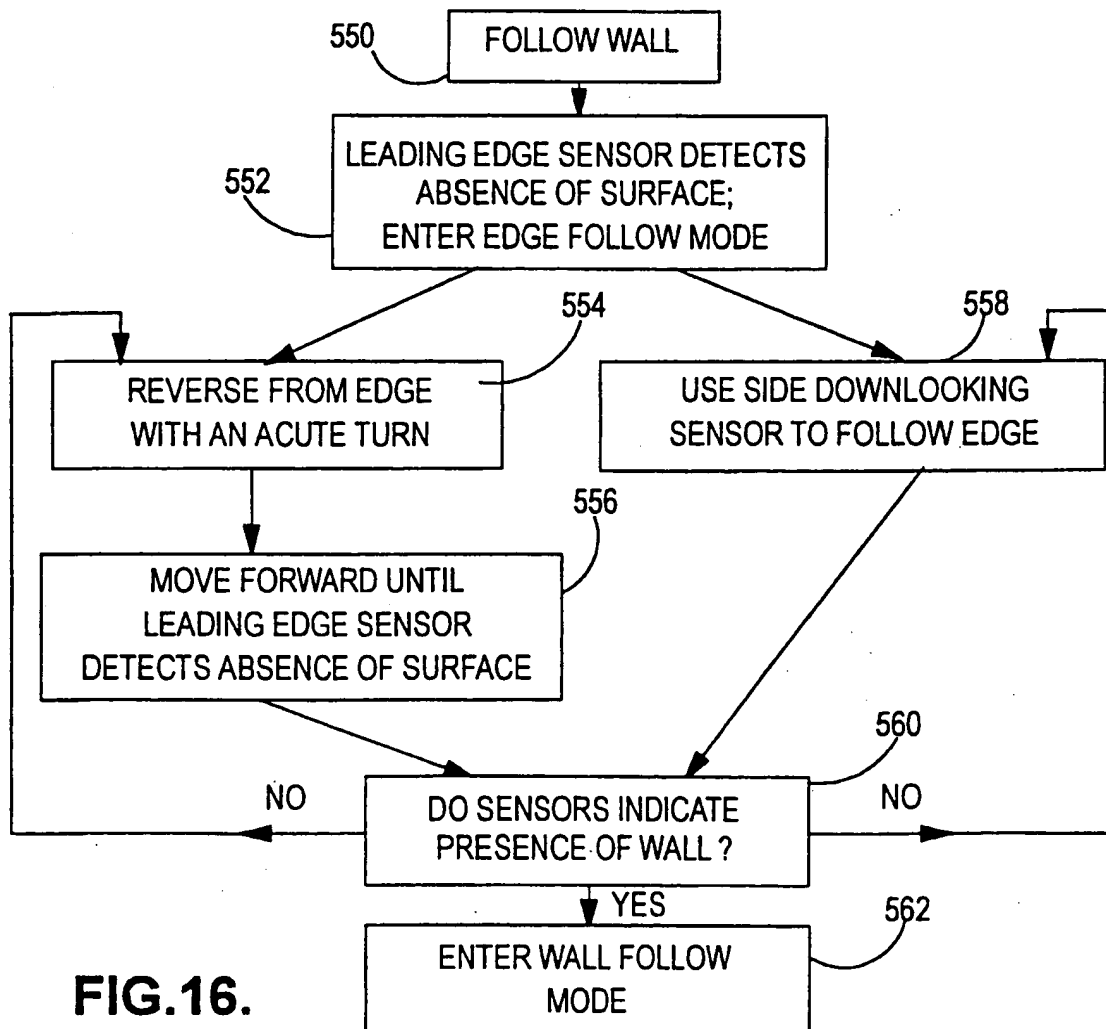 550
FOLLOW WALL
552
LEADING EDGE SENSOR DETECTS
ABSENCE OF SURFACE;
ENTER EDGE FOLLOW MODE
554
REVERSE FROM EDGE
WITH AN ACUTE TURN
558
USE SIDE DOWNLOOKING
SENSOR TO FOLLOW EDGE
556
MOVE FORWARD UNTIL
LEADING EDGE SENSOR
DETECTS ABSENCE OF SURFACE
560
NO
DO SENSORS INDICATE
PRESENCE OF WALL ?
NO
YES
562
ENTER WALL FOLLOW
MODE
FIG.16.